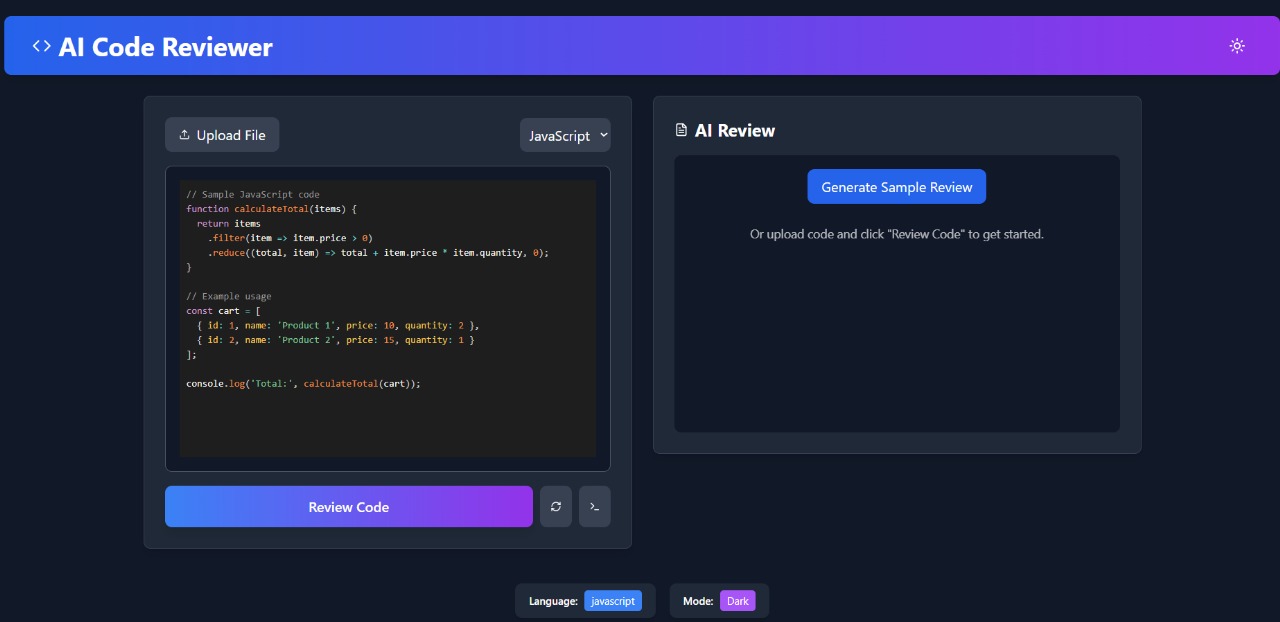 AI Code Reviewer
Upload File
JavaScript
// Sample JavaScript code
function calculateTotal(items) {
  return items
    .filter(item => item.price > 0)
    .reduce((total, item) => total + item.price * item.quantity, 0);
}
// Example usage
const cart = [
  { id: 1, name: 'Product 1', price: 10, quantity: 2 },
  { id: 2, name: 'Product 2', price: 15, quantity: 1 }
];
console.log('Total:', calculateTotal(cart));
Review Code
AI Review
Generate Sample Review
Or upload code and click "Review Code" to get started.
Language: javascript
Mode: Dark